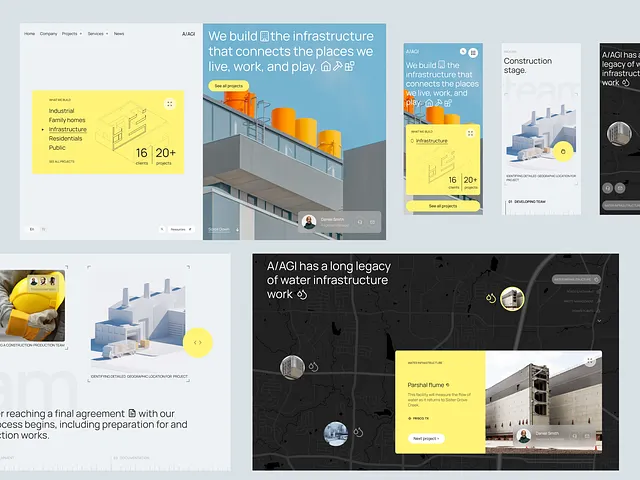 Home Company Projects Services News A/AGI
WHAT WE BUILD
Industrial
Family homes
Infrastructure
Residentials
Public
SEE ALL PROJECTS
16
clients
20+
projects
En
We build the infrastructure
that connects the places we
live, work, and play.
See all projects
Daniel Smith
A/AGI
We build the
infrastructure that
connects the places
we live, work, and
play.
WHAT WE BUILD
Infrastructure
16
clients
20+
projects
See all projects
Construction
stage.
team
IDENTIFYING DETAILED GEOGRAPHIC LOCATION FOR
PROJECT
01 DEVELOPING TEAM
A/AGI has a long
legacy of w
infrastruct
work
A CONSTRUCTION PRODUCTION TEAM
IDENTIFYING DETAILED GEOGRAPHIC LOCATION FOR PROJECT
am
er reaching a final agreement with our
ocess begins, including preparation for and
ction works.
A/AGI has a long legacy
of water infrastructure
work
WATER INFRASTRUCTURE
Parshal flume
This facility will measure the flow of
water as it returns to Sister Grove
Creek.
FRISCO, TX
Next project
Daniel Smith